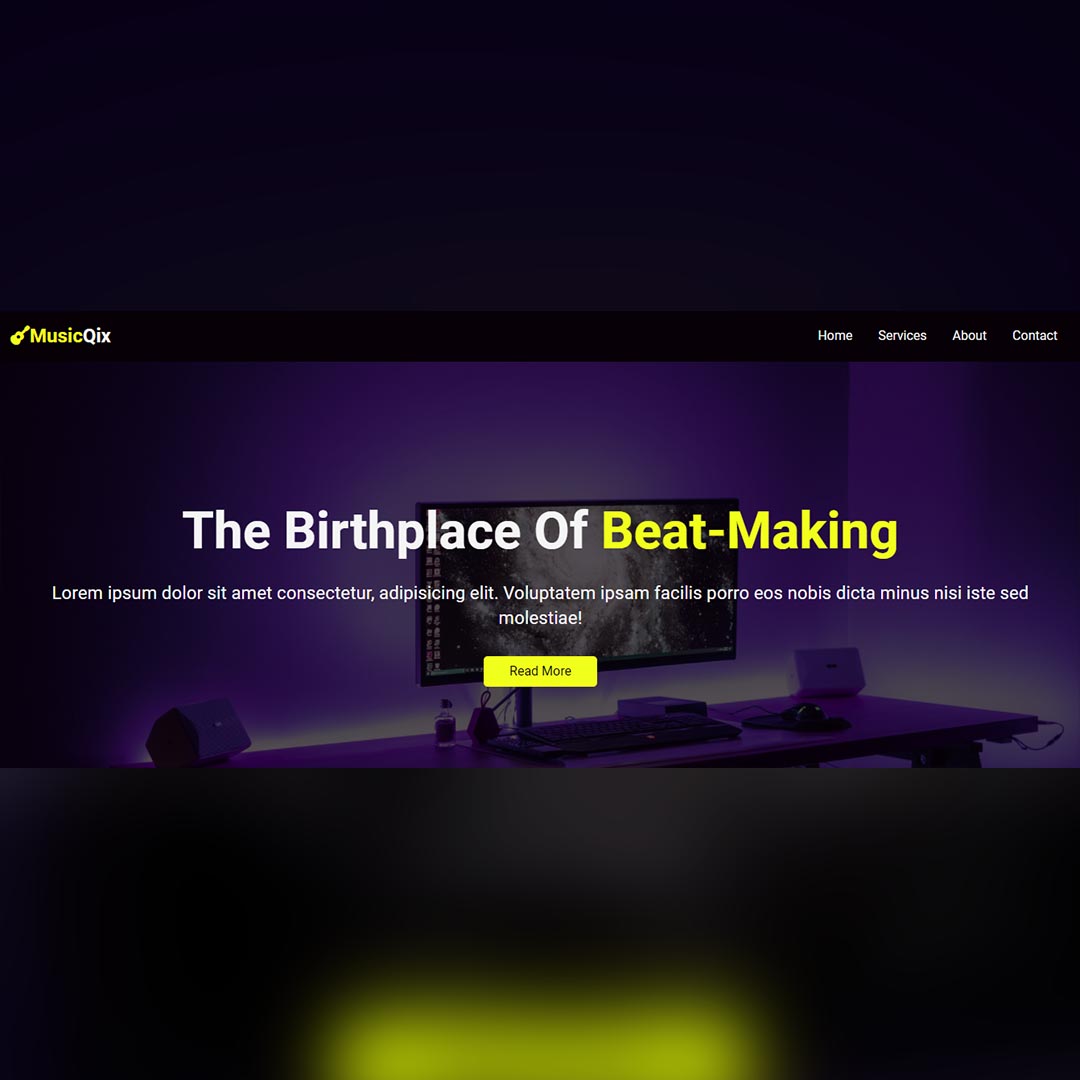 MusicQix
Home Services About Contact
The Birthplace Of Beat-Making
Lorem ipsum dolor sit amet consectetur, adipisicing elit. Voluptatem ipsam facilis porro eos nobis dicta minus nisi iste sed
molestiae!
Read More